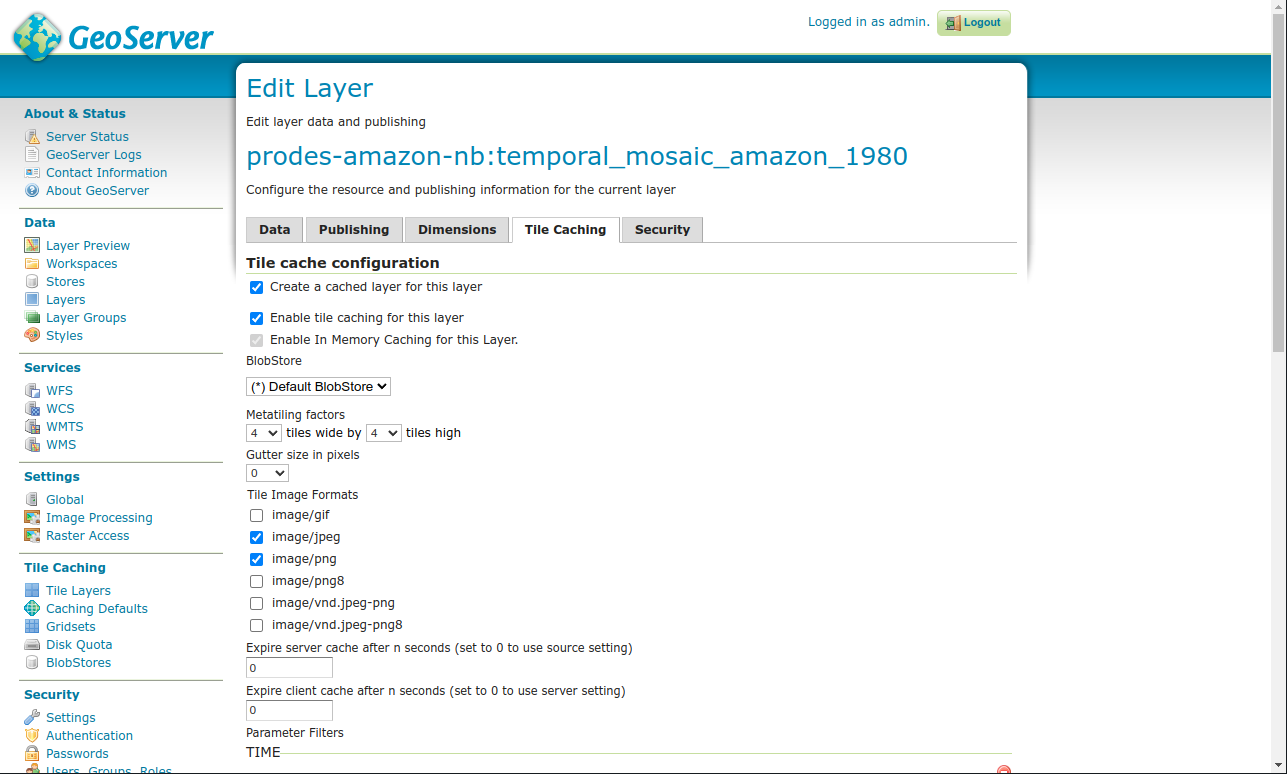 GeoServer
Logged in as admin. Logout
Edit Layer
Edit layer data and publishing
prodes-amazon-nb:temporal_mosaic_amazon_1980
Configure the resource and publishing information for the current layer
About & Status
Server Status
GeoServer Logs
Contact Information
About GeoServer
Data
Layer Preview
Workspaces
Stores
Layers
Layer Groups
Styles
Services
WFS
WCS
WMTS
WMS
Settings
Global
Image Processing
Raster Access
Tile Caching
Tile Layers
Caching Defaults
Gridsets
Disk Quota
BlobStores
Security
Settings
Authentication
Passwords
Users, Groups, Roles
Data Publishing Dimensions Tile Caching Security
Tile cache configuration
Create a cached layer for this layer
Enable tile caching for this layer
Enable In Memory Caching for this Layer.
BlobStore
(*) Default BlobStore
Metatiling factors
4 tiles wide by 4 tiles high
Gutter size in pixels
0
Tile Image Formats
image/gif
image/jpeg
image/png
image/png8
image/vnd.jpeg-png
image/vnd.jpeg-png8
Expire server cache after n seconds (set to 0 to use source setting)
0
Expire client cache after n seconds (set to 0 to use server setting)
0
Parameter Filters
TIME